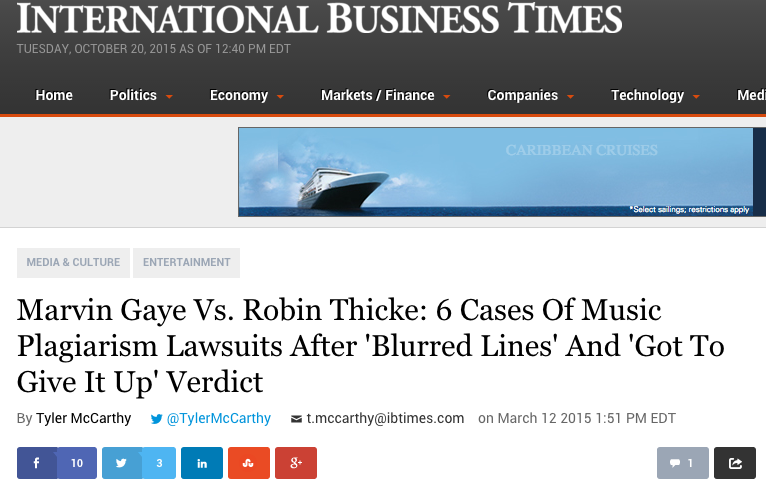 INTERNATIONAL BUSINESS TIMES
TUESDAY, OCTOBER 20, 2015 AS OF 12:40 PM EDT
Home Politics Economy Markets / Finance Companies Technology Medi
CARIBBEAN CRUISES
*Select sailings; restrictions apply
MEDIA & CULTURE ENTERTAINMENT
Marvin Gaye Vs. Robin Thicke: 6 Cases Of Music
Plagiarism Lawsuits After 'Blurred Lines' And 'Got To
Give It Up' Verdict
By Tyler McCarthy @TylerMcCarthy t.mccarthy@ibtimes.com on March 12 2015 1:51 PM EDT
f 10 3 in g+ 1